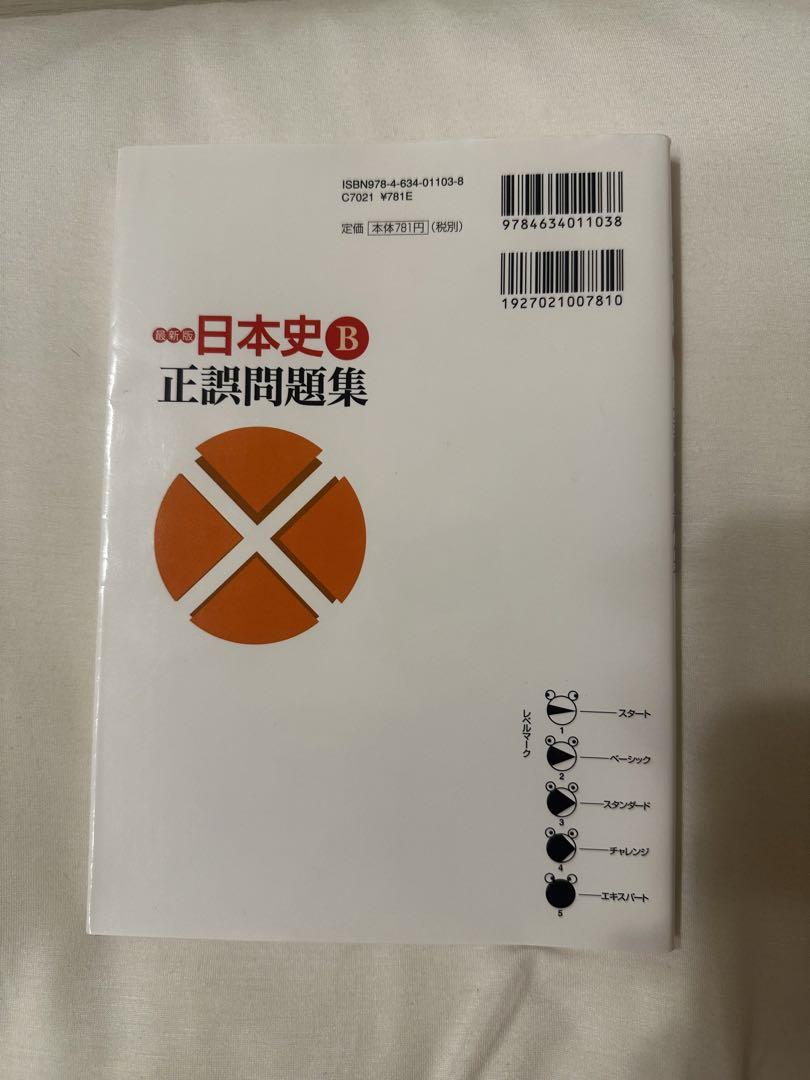 ISBN978-4-634-01103-8
C7021 ¥781E
定価 本体781円 (税別)
9784634011038
1927021007810
最新版 日本史B
正誤問題集
レベルマーク
1 スタート
2 ベーシック
3 スタンダード
4 チャレンジ
5 エキスパート